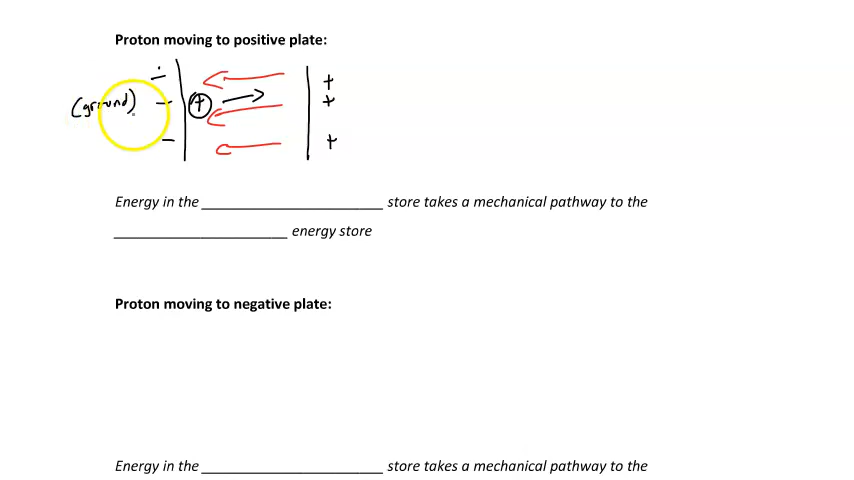 Proton moving to positive plate:
(ground)
Energy in the ________________________ store takes a mechanical pathway to the
_______________________ energy store
Proton moving to negative plate:
Energy in the ________________________ store takes a mechanical pathway to the